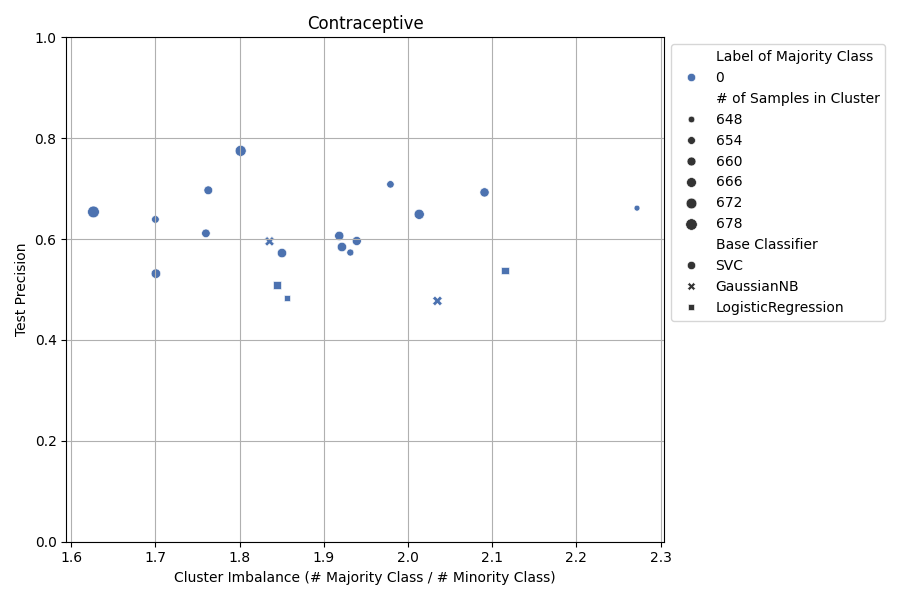 Contraceptive
1.0
0.8
0.6
0.4
0.2
0.0
Test Precision
1.6
1.7
1.8
1.9
2.0
2.1
2.2
2.3
Cluster Imbalance (# Majority Class / # Minority Class)
Label of Majority Class
0
# of Samples in Cluster
648
654
660
666
672
678
Base Classifier
SVC
GaussianNB
LogisticRegression